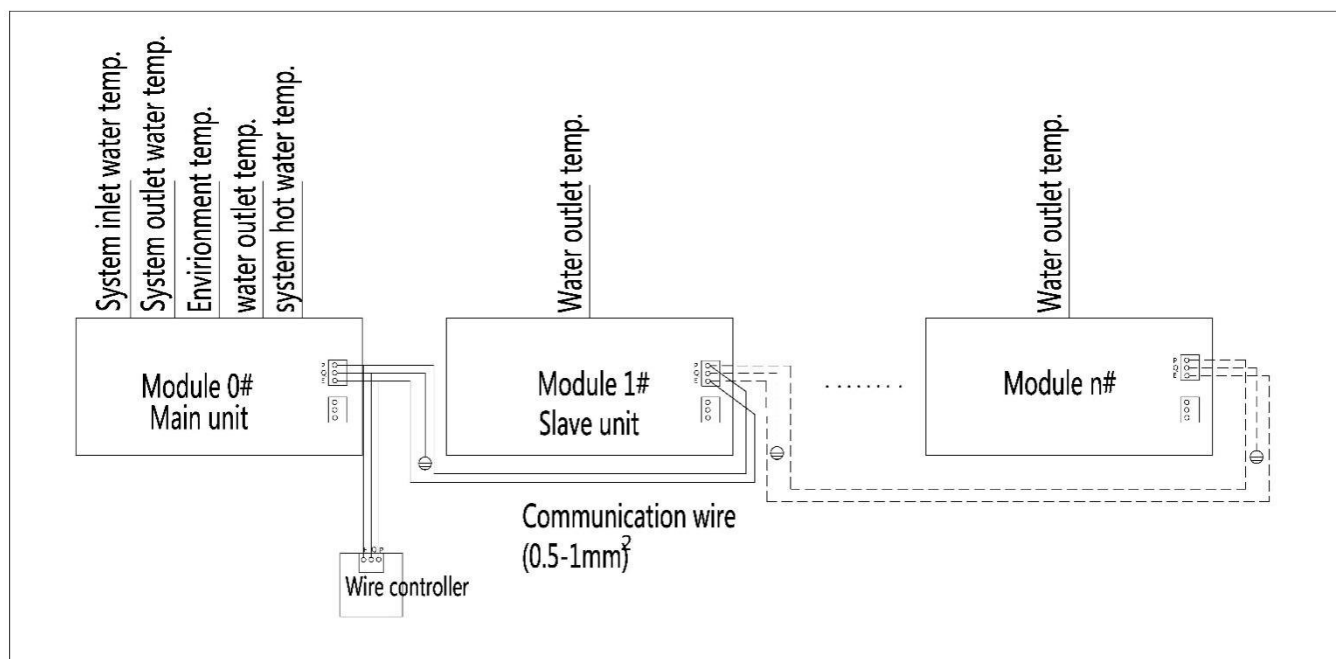 System inlet water temp.
System outlet water temp.
Envirionment temp.
water outlet temp.
system hot water temp.
Water outlet temp.
Water outlet temp.
Module 0#
Main unit
P
Q
E
Module 1#
Slave unit
P
Q
E
.......
Module n#
P
Q
E
Communication wire
(0.5-1mm)²
Q P
Wire controller